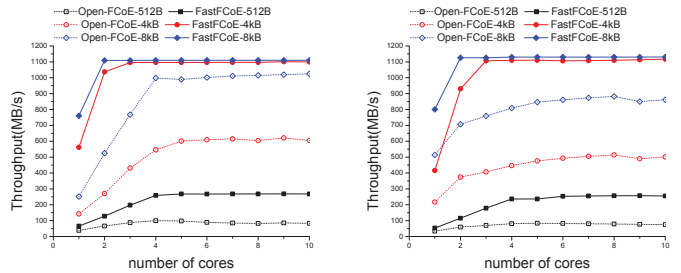 Open-FCoE-512B FastFCoE-512B
Open-FCoE-4kB FastFCoE-4kB
Open-FCoE-8kB FastFCoE-8kB
1200
1100
1000
900
800
700
600
500
400
300
200
100
0
0 2 4 6 8 10
Throughput(MB/s)
number of cores
Open-FCoE-512B FastFCoE-512B
Open-FCoE-4kB FastFCoE-4kB
Open-FCoE-8kB FastFCoE-8kB
1200
1100
1000
900
800
700
600
500
400
300
200
100
0
0 2 4 6 8 10
Throughput(MB/s)
number of cores